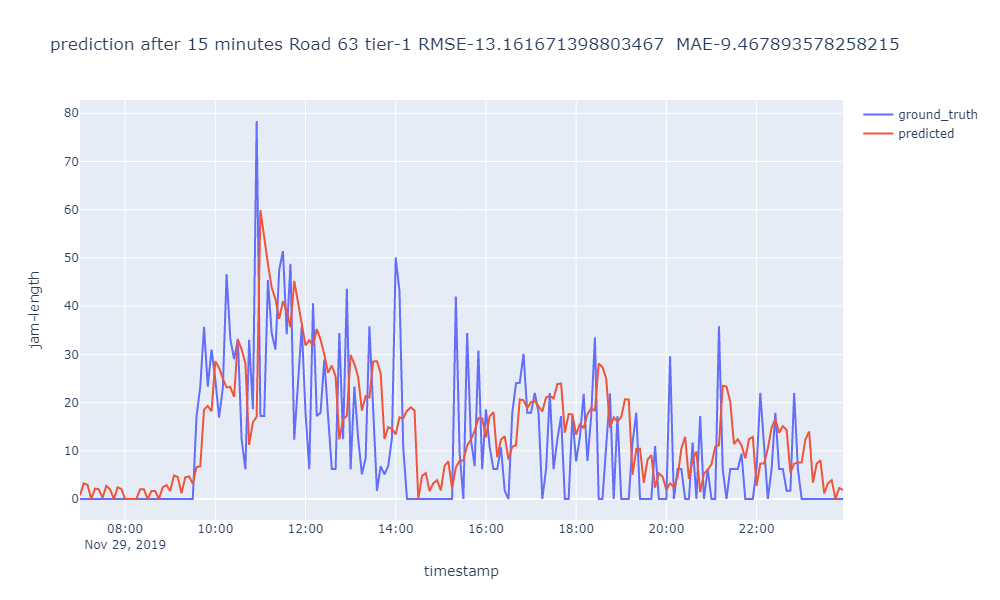 prediction after 15 minutes Road 63 tier-1 RMSE-13.161671398803467  MAE-9.467893578258215
ground_truth
predicted
80
70
60
50
40
30
20
10
0
jam-length
08:00 10:00 12:00 14:00 16:00 18:00 20:00 22:00
Nov 29, 2019
timestamp